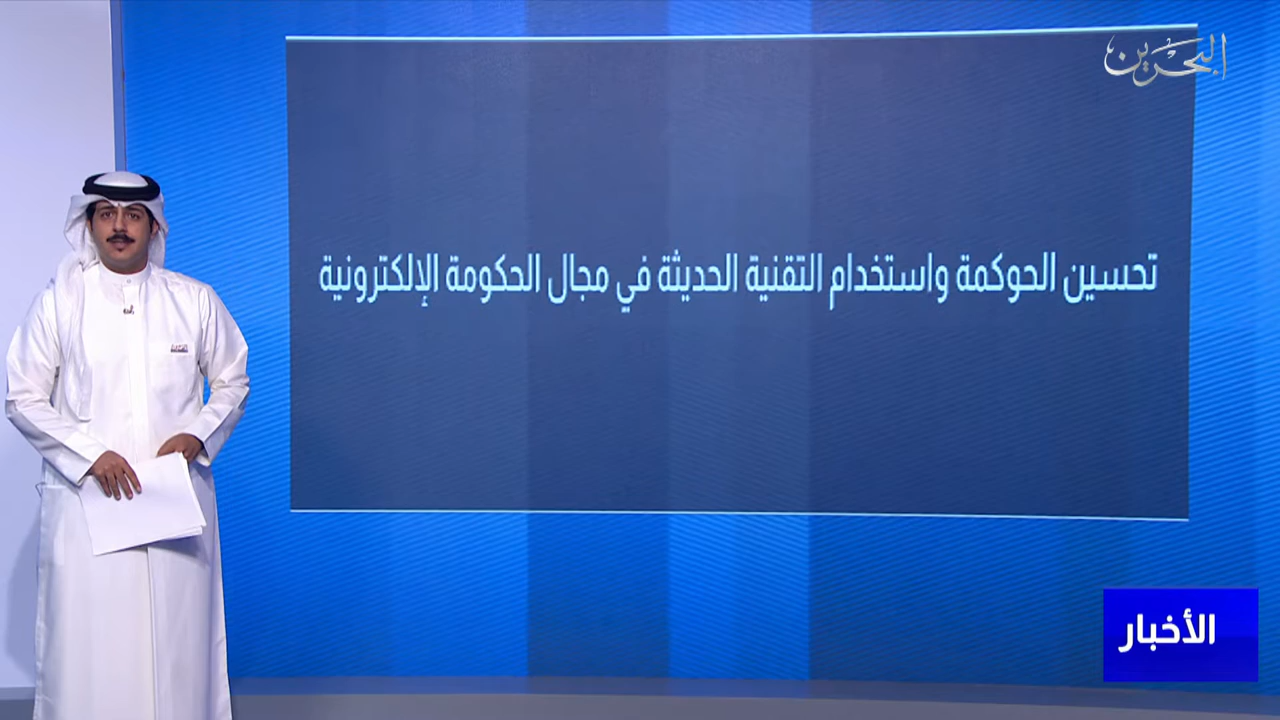 البحرين
تحسين الحوكمة واستخدام التقنية الحديثة في مجال الحكومة الإلكترونية
الأخبار